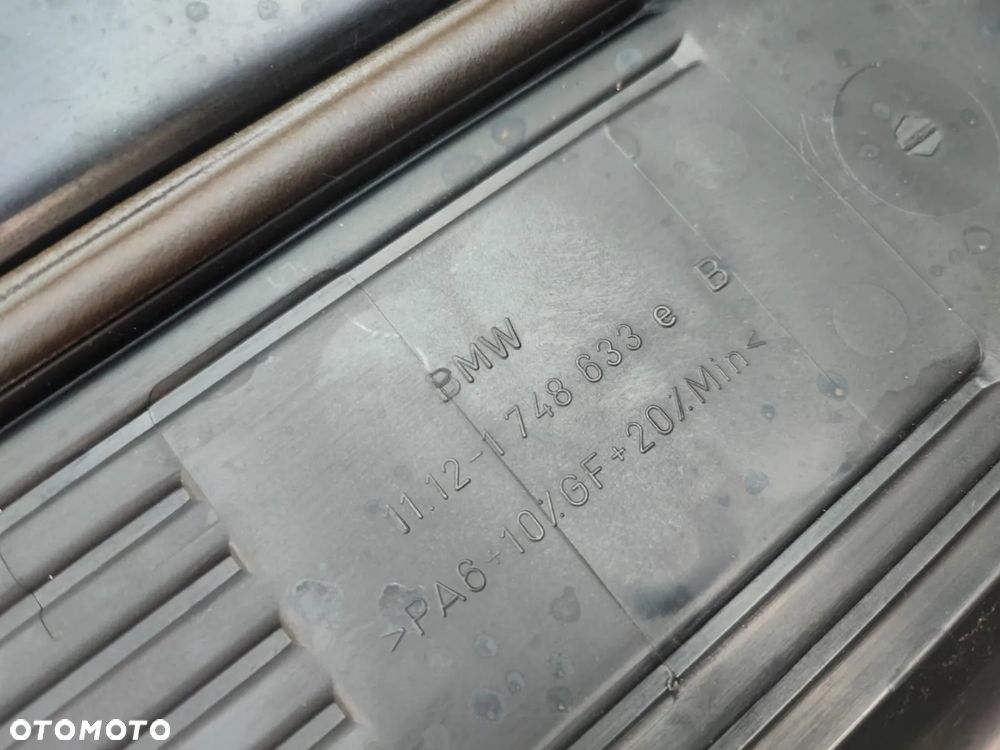 BMW
11.12-1 748 633 e B
>PA6+10%GF+20%Min<
OTOMOTO